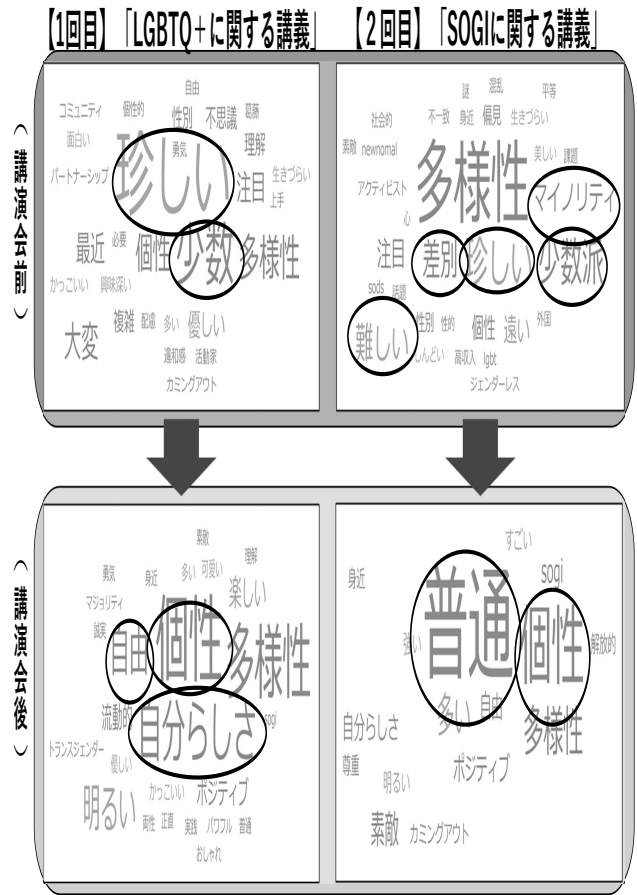 【1回目】「LGBTQ+に関する講義」
【2回目】「SOGIに関する講義」
（講演会前）
自由
コミュニティ 個性的 性別 不思議 葛藤
面白い 珍しい 勇気 理解
パートナーシップ 注目 生きづらい
上手
最近 必要 個性 少数 多様性
かっこいい 興味深い
大変 複雑 配慮 多い 優しい
違和感 活動家
カミングアウト
謎 混乱 平等
社会的 不一致 身近 偏見 生きづらい
素敵 newnomal 多様性 美しい 課題
アクティビスト マイノリティ
心
注目 差別 珍しい 少数派
sods 話題
難しい 性別 性的 個性 遠い 外国
しんどい 高収入 lgbt
ジェンダーレス
（講演会後）
素敵
勇気 身近 多い 可愛い 理解
マジョリティ 楽しい
誠実 自由 個性 多様性
流動的 自分らしさ sogi
トランスジェンダー
優しい
明るい かっこいい ポジティブ
両性 正直 実践 パワフル 普通
おしゃれ
すごい
身近 sogi
強い 普通 個性 解放的
多い 自由
自分らしさ 多様性
尊重 ポジティブ
明るい
素敵 カミングアウト